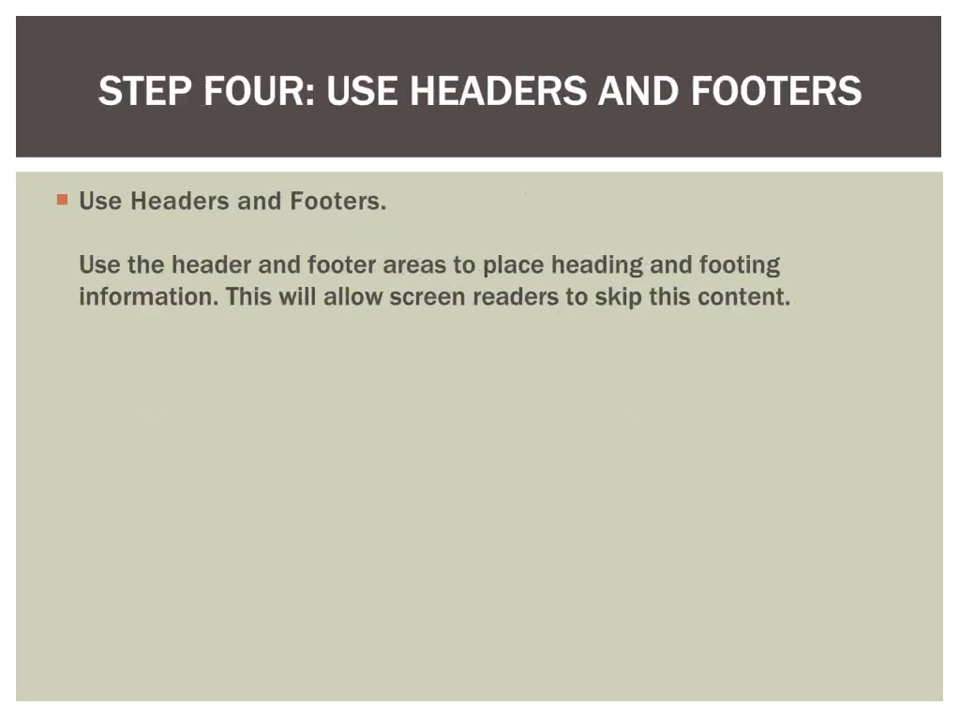 STEP FOUR: USE HEADERS AND FOOTERS
Use Headers and Footers.
Use the header and footer areas to place heading and footing
information. This will allow screen readers to skip this content.